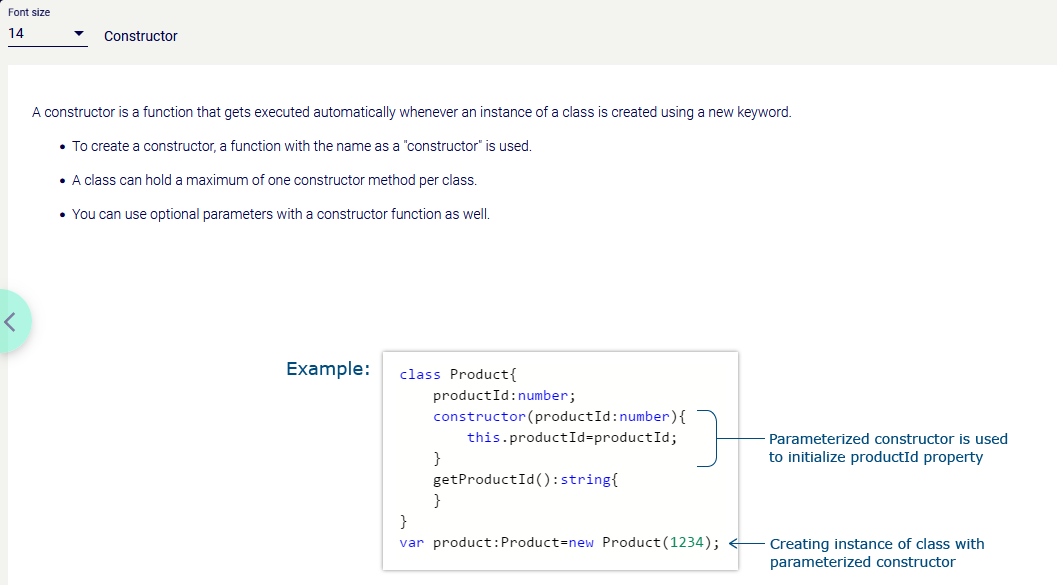 Font size
14
Constructor
A constructor is a function that gets executed automatically whenever an instance of a class is created using a new keyword.
• To create a constructor, a function with the name as a "constructor" is used.
• A class can hold a maximum of one constructor method per class.
• You can use optional parameters with a constructor function as well.
Example:
class Product{
    productId:number;
    constructor(productId:number){
        this.productId=productId;
    }
    getProductId():string{
    }
}
var product:Product=new Product(1234);
Parameterized constructor is used
to initialize productId property
Creating instance of class with
parameterized constructor